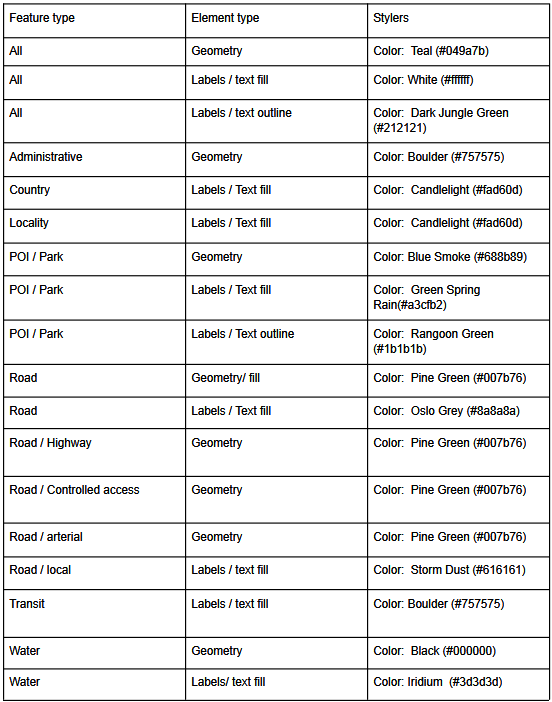 Feature type Element type Stylers
All Geometry Color:  Teal (#049a7b)
All Labels / text fill Color: White (#ffffff)
All Labels / text outline Color:  Dark Jungle Green
(#212121)
Administrative Geometry Color: Boulder (#757575)
Country Labels / Text fill Color:  Candlelight (#fad60d)
Locality Labels / Text fill Color:  Candlelight (#fad60d)
POI / Park Geometry Color: Blue Smoke (#688b89)
POI / Park Labels / Text fill Color:  Green Spring
Rain(#a3cfb2)
POI / Park Labels / Text outline Color:  Rangoon Green
(#1b1b1b)
Road Geometry/ fill Color:  Pine Green (#007b76)
Road Labels / Text fill Color:  Oslo Grey (#8a8a8a)
Road / Highway Geometry Color:  Pine Green (#007b76)
Road / Controlled access Geometry Color:  Pine Green (#007b76)
Road / arterial Geometry Color:  Pine Green (#007b76)
Road / local Labels / text fill Color:  Storm Dust (#616161)
Transit Labels / text fill Color: Boulder (#757575)
Water Geometry Color:  Black (#000000)
Water Labels/ text fill Color: Iridium  (#3d3d3d)